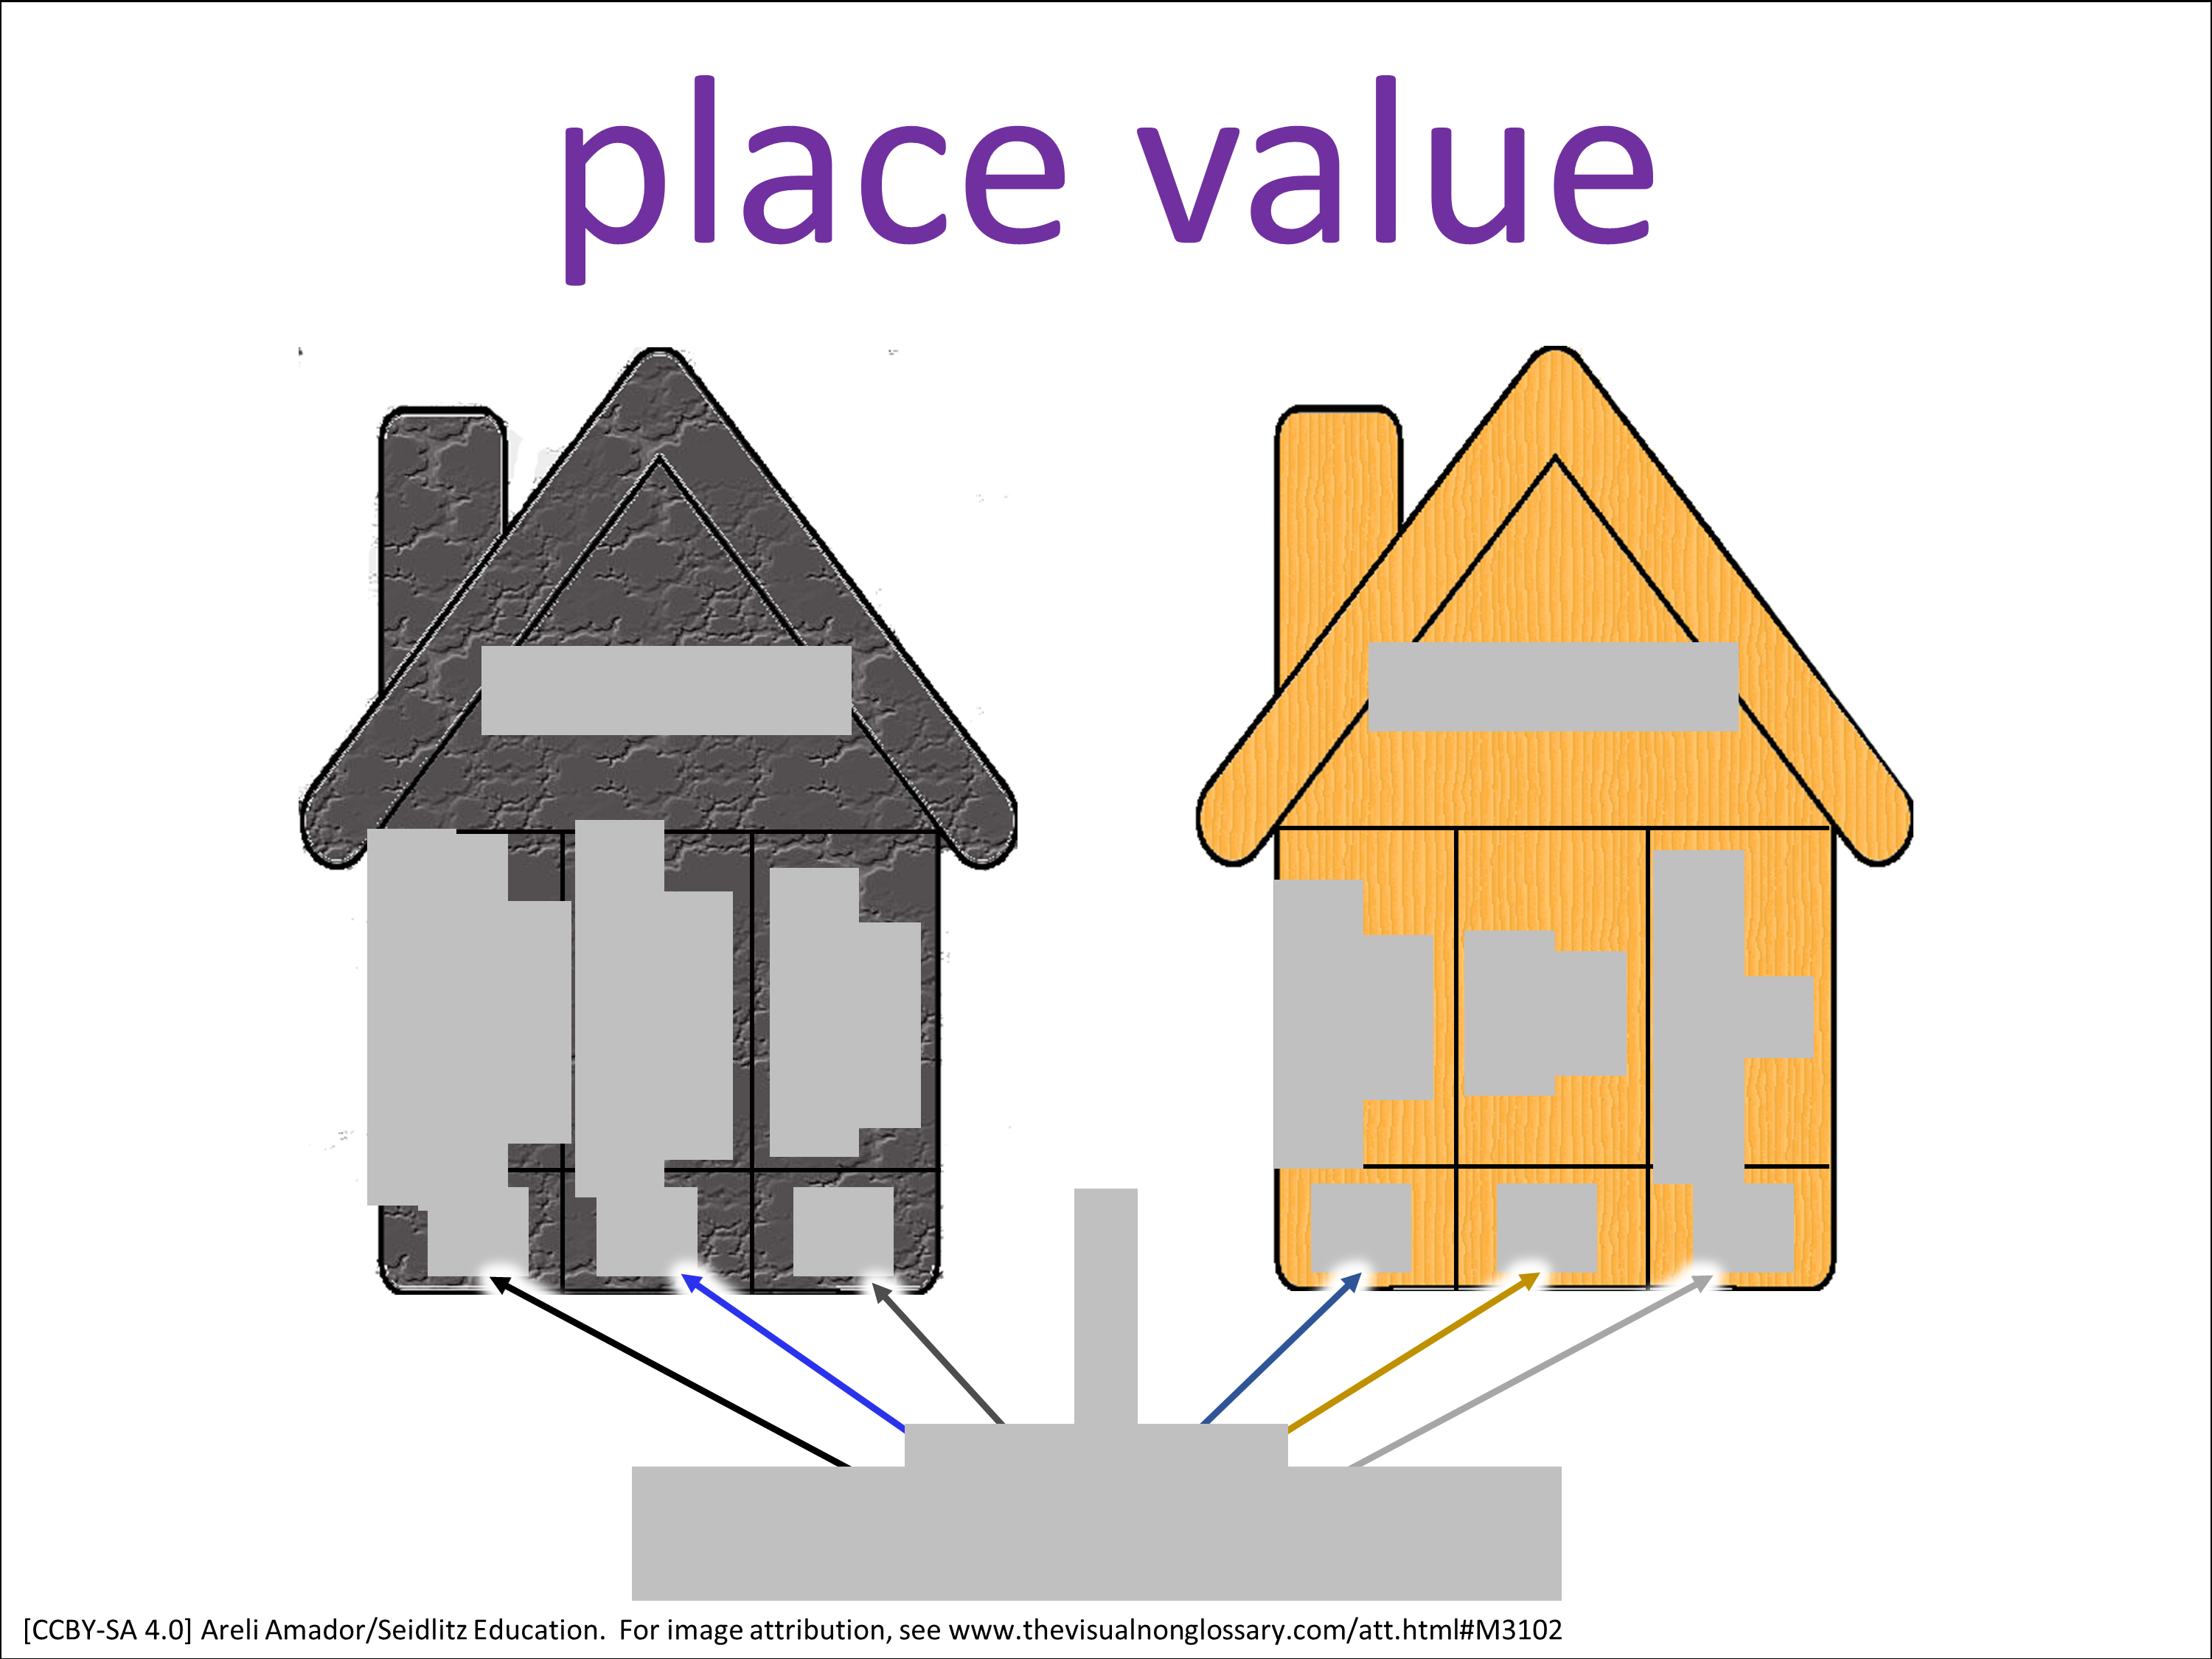 place value
[CCBY-SA 4.0] Areli Amador/Seidlitz Education.  For image attribution, see www.thevisualnonglossary.com/att.html#M3102